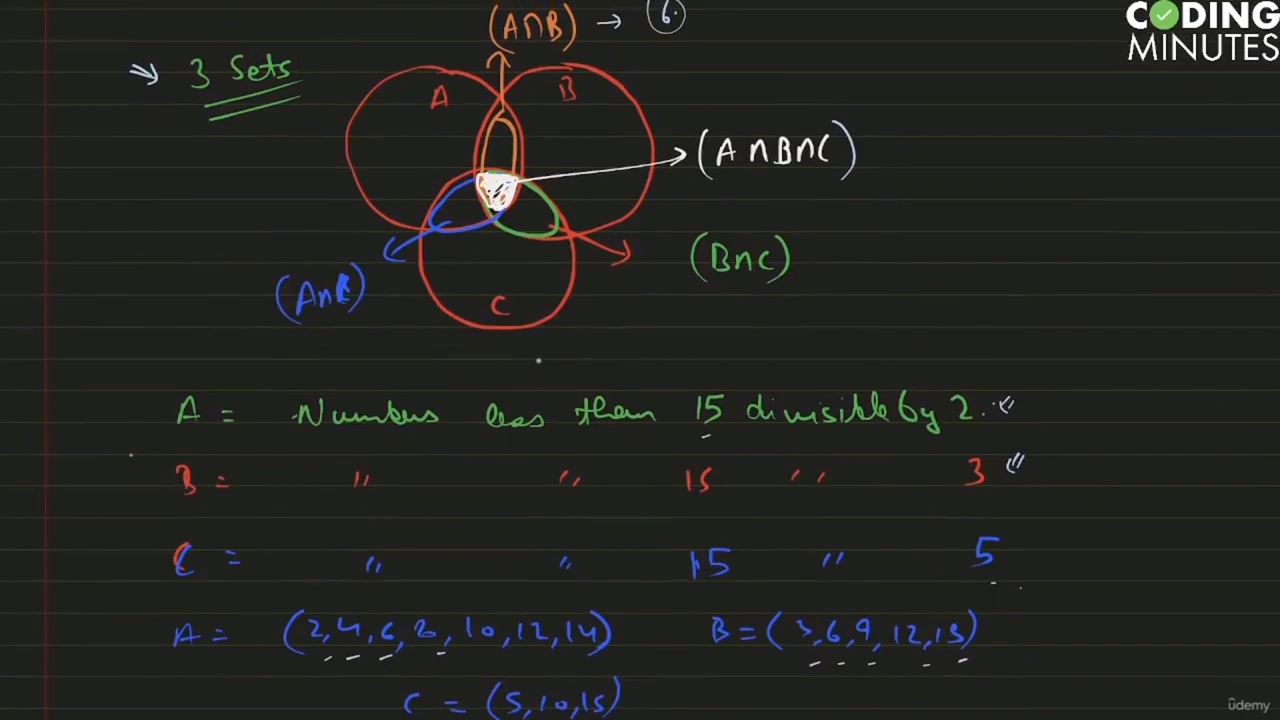 (A∩B) → 6.
CODING
MINUTES
3 Sets
A
B
(A∩B∩C)
(B∩C)
C
A = Numbers less than 15 divisible by 2.
B = " " 15 " " 3
C = " " 15 " 5
A = (2,4,6,8,10,12,14) B = (3,6,9,12,15)
C = (5,10,15)
ûdemy